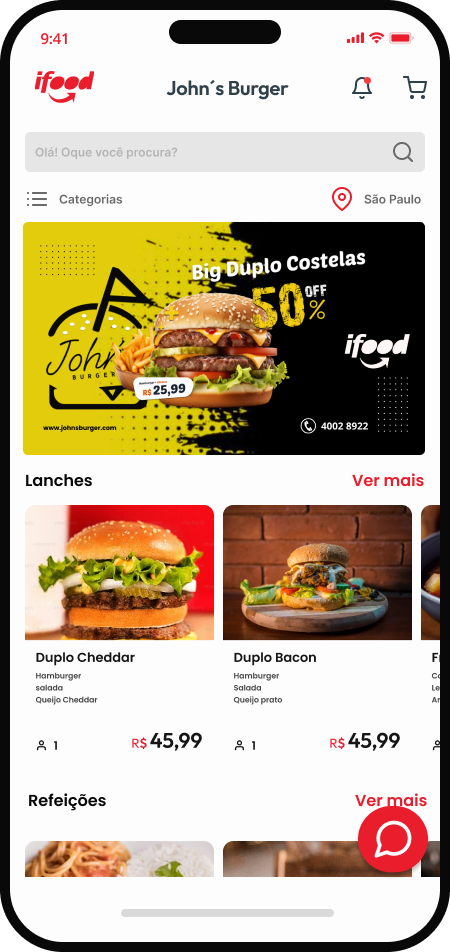 9:41
ifood
John´s Burger
Olá! Oque você procura?
Categorias
São Paulo
Big Duplo Costelas
50% OFF
ifood
BURGER
R$ 25,99
www.johnsburger.com
4002 8922
Lanches
Ver mais
Duplo Cheddar
Duplo Bacon
Hamburger
salada
Queijo Cheddar
Hamburger
Salada
Queijo prato
1
R$ 45,99
1
R$ 45,99
Refeições
Ver mais